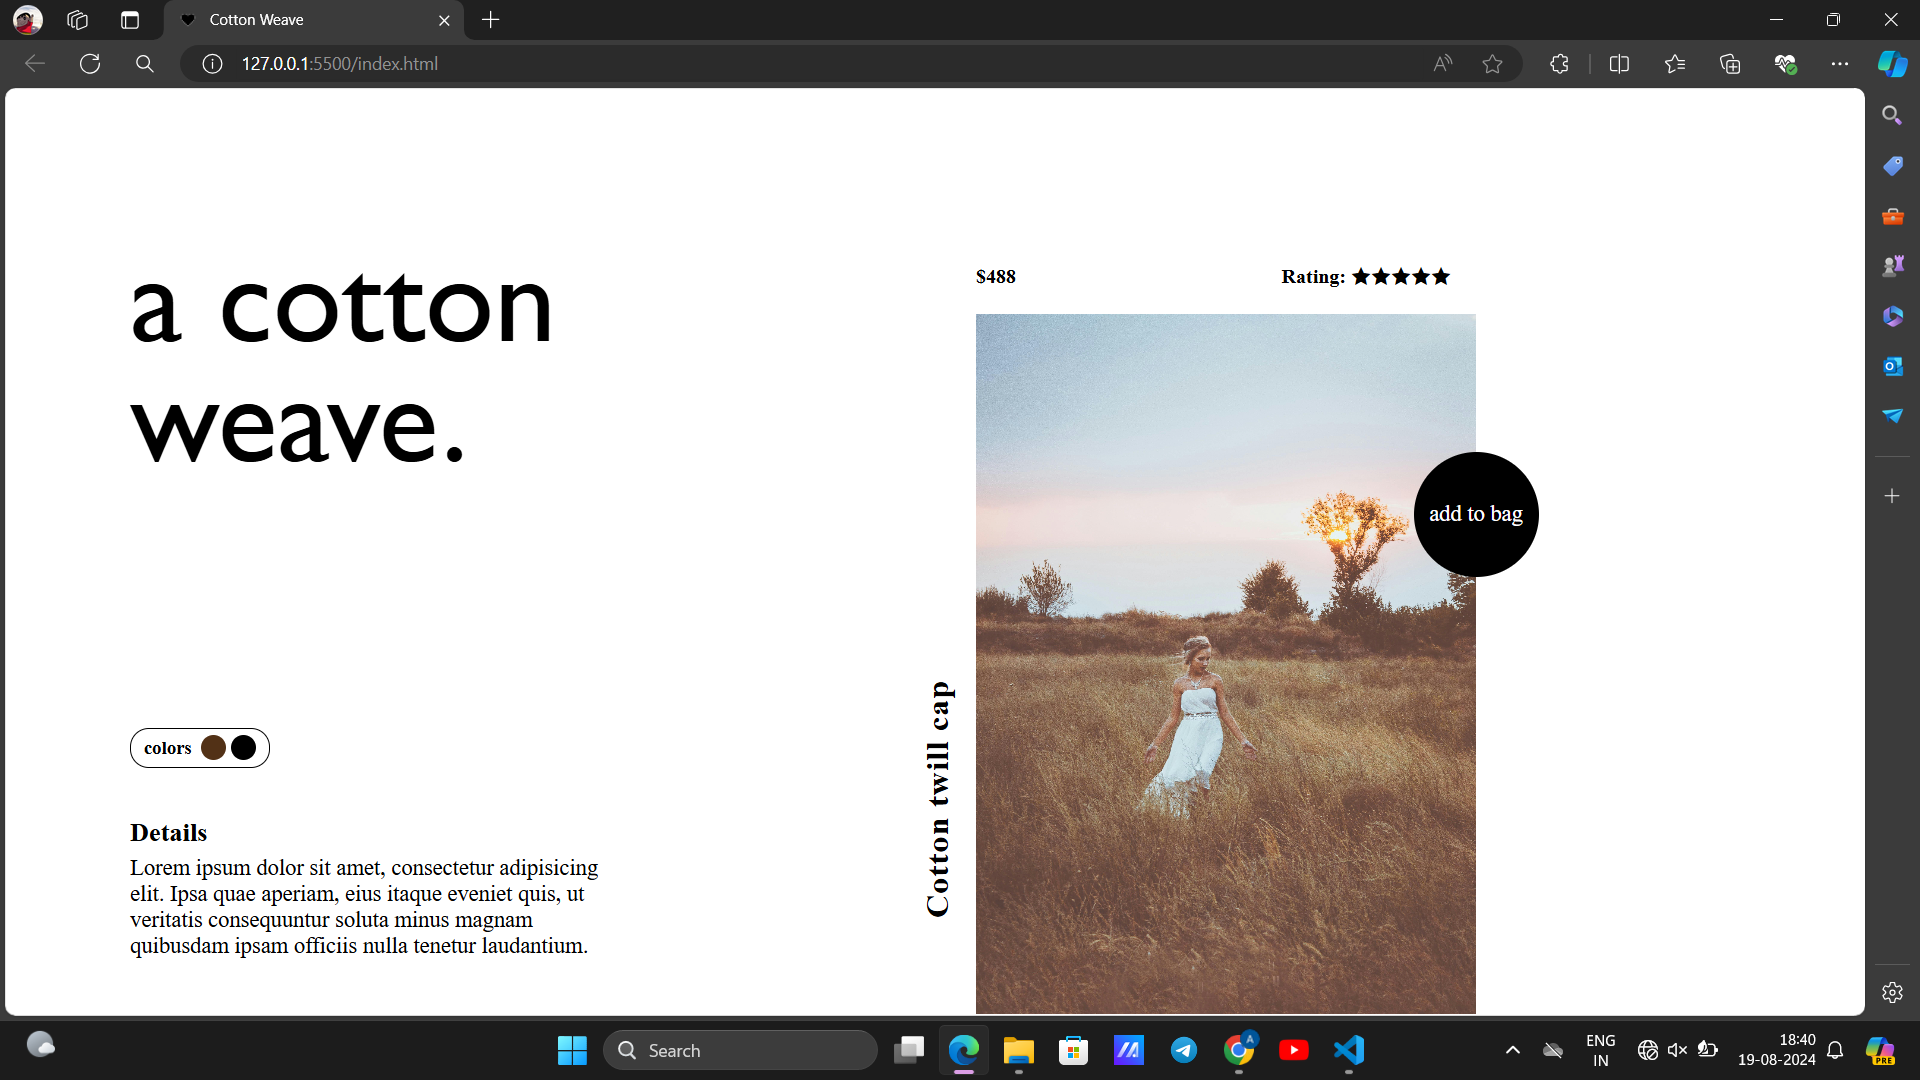 Cotton Weave
127.0.0.1:5500/index.html
a cotton
weave.
$488
Rating: ★★★★★
add to bag
Cotton twill cap
colors
Details
Lorem ipsum dolor sit amet, consectetur adipisicing
elit. Ipsa quae aperiam, eius itaque eveniet quis, ut
veritatis consequuntur soluta minus magnam
quibusdam ipsam officiis nulla tenetur laudantium.
Search
A
ENG
IN
18:40
19-08-2024
PRE